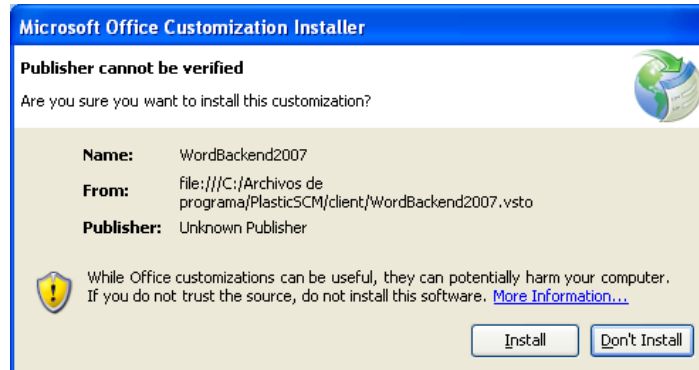 Microsoft Office Customization Installer
Publisher cannot be verified
Are you sure you want to install this customization?
Name: WordBackend2007
From: file:///C:/Archivos de
programa/PlasticSCM/client/WordBackend2007.vsto
Publisher: Unknown Publisher
While Office customizations can be useful, they can potentially harm your computer.
If you do not trust the source, do not install this software. More Information...
Install Don't Install